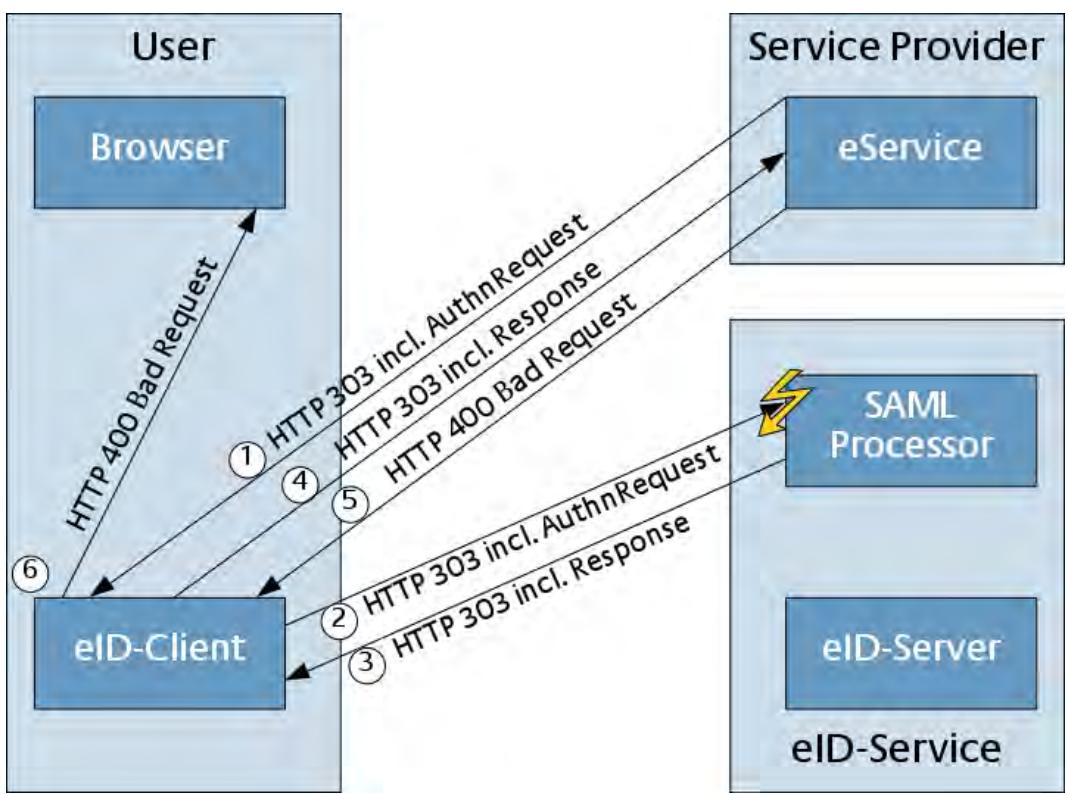 User
Service Provider
Browser
eService
HTTP 400 Bad Request
1 HTTP 303 incl. AuthnRequest
4 HTTP 303 incl. Response
5 HTTP 400 Bad Request
SAML
Processor
2 HTTP 303 incl. AuthnRequest
3 HTTP 303 incl. Response
6
eID-Client
eID-Server
eID-Service